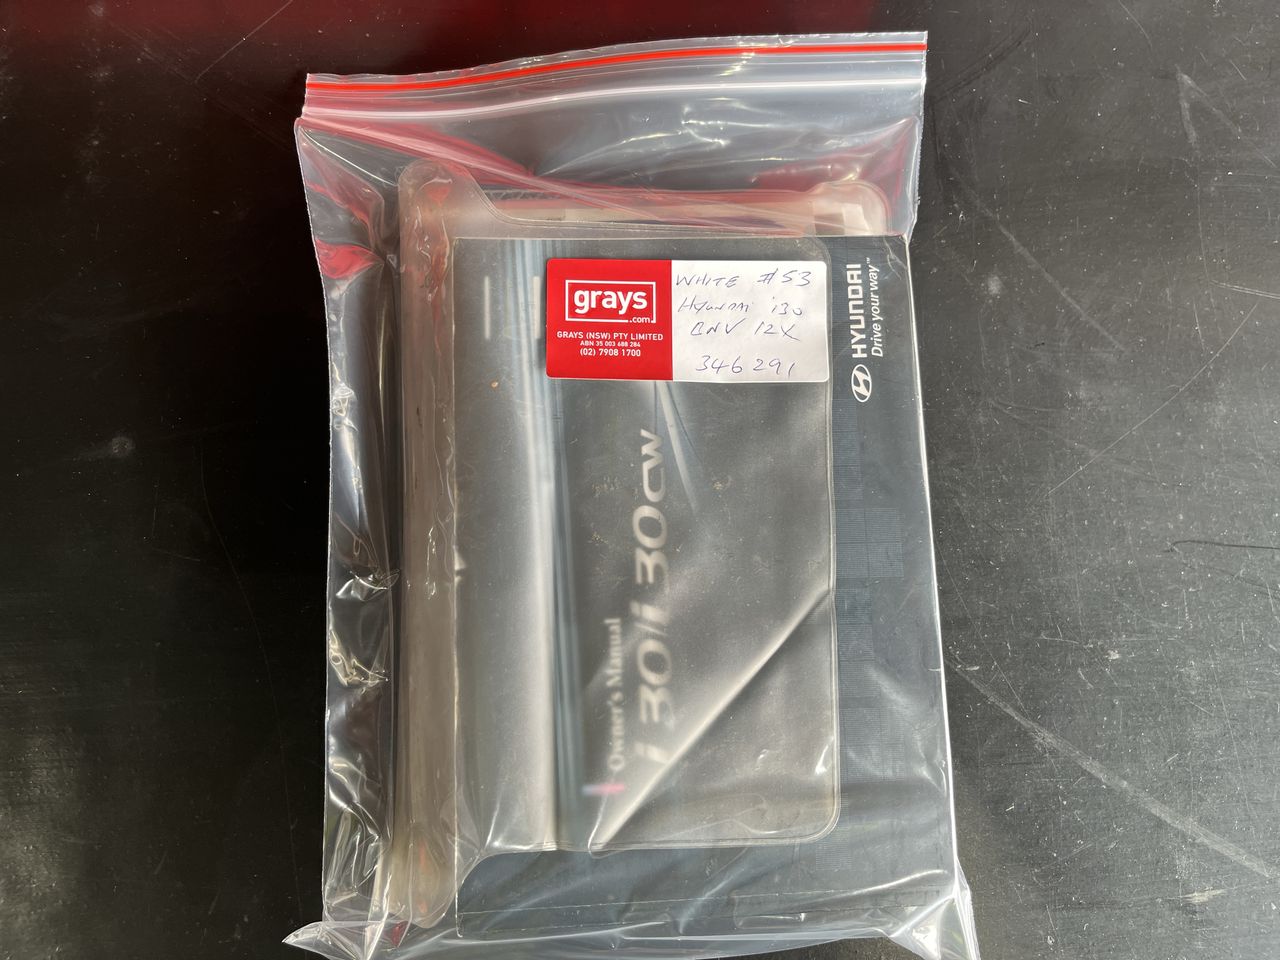 grays
.com
GRAYS (NSW) PTY LIMITED
ABN 35 003 688 284
(02) 7908 1700
WHITE #53
Hyundai i30
BNV 12X
346291
HYUNDAI
Drive your way™
Owner's Manual
i30/i30cw